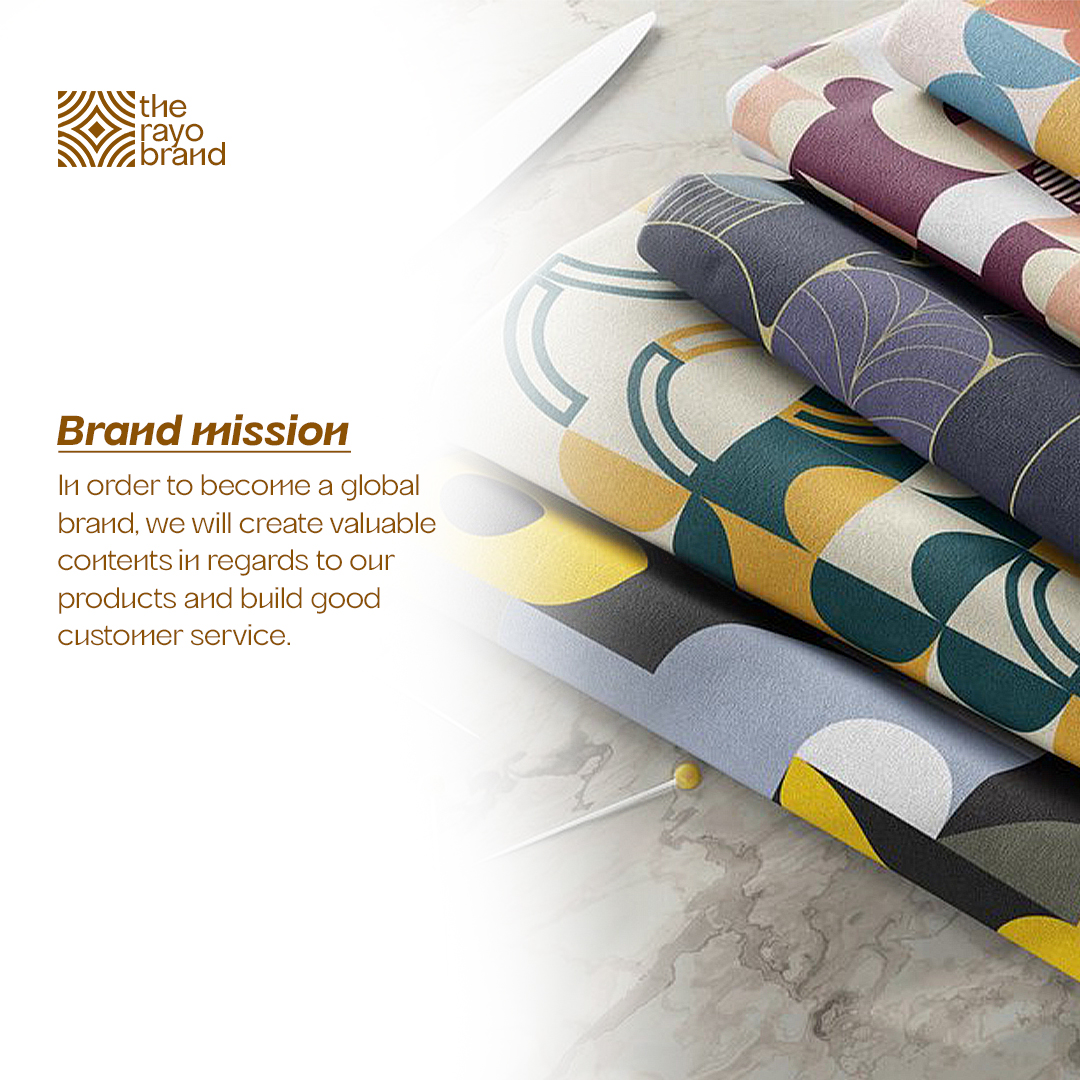 the
rayo
brand
Brand mission
In order to become a global
brand, we will create valuable
contents in regards to our
products and build good
customer service.